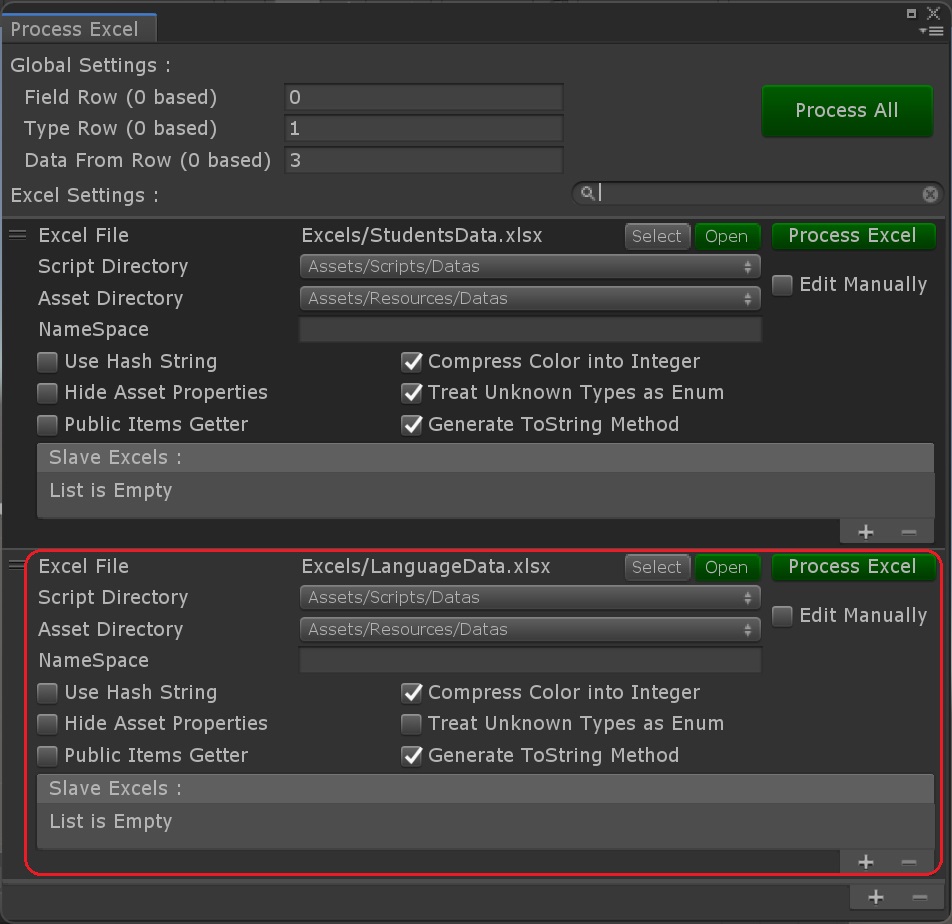 Process Excel
Global Settings :
Field Row (0 based) 0
Type Row (0 based) 1
Process All
Data From Row (0 based) 3
Excel Settings :
Excel File Excels/StudentsData.xlsx Select Open Process Excel
Script Directory Assets/Scripts/Datas
Edit Manually
Asset Directory Assets/Resources/Datas
NameSpace
Use Hash String Compress Color into Integer
Hide Asset Properties Treat Unknown Types as Enum
Public Items Getter Generate ToString Method
Slave Excels :
List is Empty
+ −
Excel File Excels/LanguageData.xlsx Select Open Process Excel
Script Directory Assets/Scripts/Datas
Edit Manually
Asset Directory Assets/Resources/Datas
NameSpace
Use Hash String Compress Color into Integer
Hide Asset Properties Treat Unknown Types as Enum
Public Items Getter Generate ToString Method
Slave Excels :
List is Empty
+ −
+ −